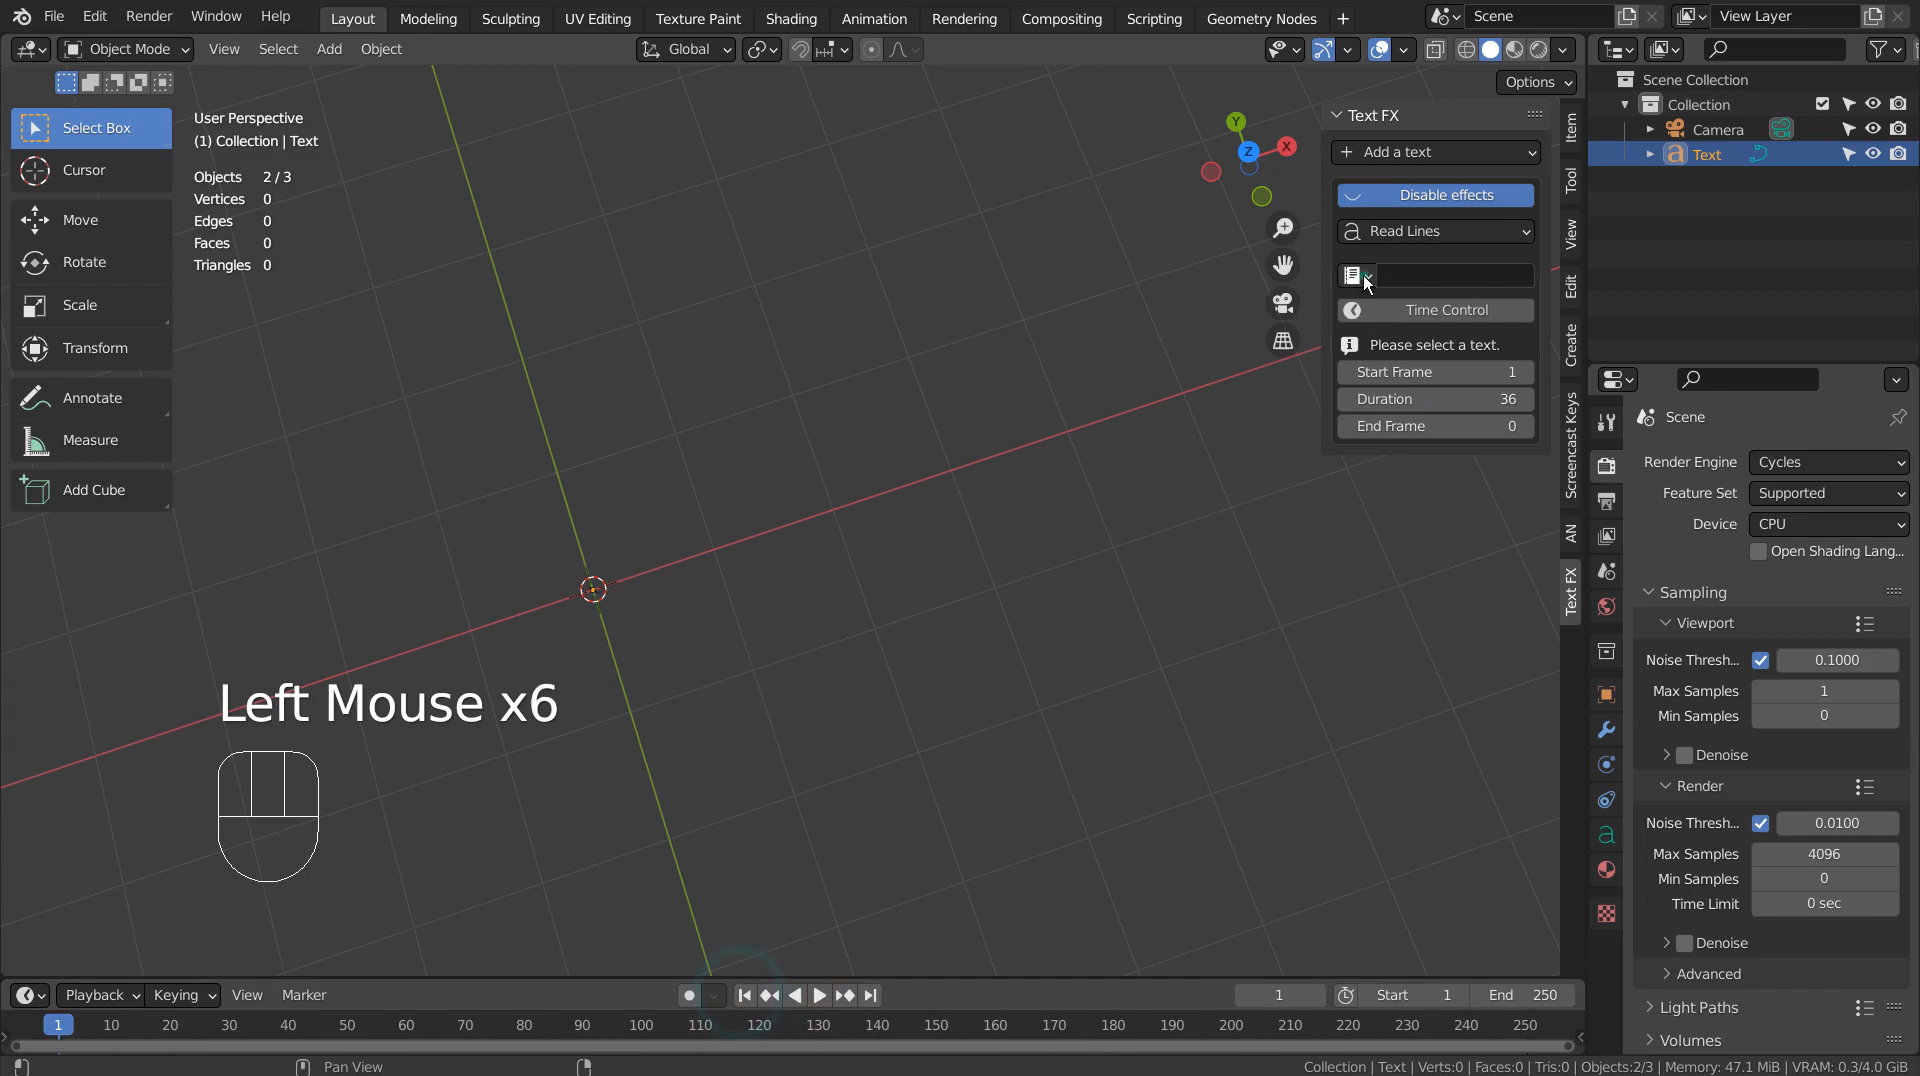 File Edit Render Window Help Layout Modeling Sculpting UV Editing Texture Paint Shading Animation Rendering Compositing Scripting Geometry Nodes + Scene View Layer
Object Mode View Select Add Object Global
Options
Select Box
Cursor
Move
Rotate
Scale
Transform
Annotate
Measure
Add Cube
User Perspective
(1) Collection | Text
Objects 2 / 3
Vertices 0
Edges 0
Faces 0
Triangles 0
Y
X
Z
Text FX
+ Add a text
Disable effects
Read Lines
Time Control
Please select a text.
Start Frame 1
Duration 36
End Frame 0
Item
Tool
View
Edit
Create
Screencast Keys
AN
Text FX
Left Mouse x6
Scene Collection
Collection
Camera
Text
Scene
Render Engine Cycles
Feature Set Supported
Device CPU
Open Shading Lang...
Sampling
Viewport
Noise Thresh... 0.1000
Max Samples 1
Min Samples 0
Denoise
Render
Noise Thresh... 0.0100
Max Samples 4096
Min Samples 0
Time Limit 0 sec
Denoise
Advanced
Light Paths
Volumes
Playback Keying View Marker 1 Start 1 End 250
1 10 20 30 40 50 60 70 80 90 100 110 120 130 140 150 160 170 180 190 200 210 220 230 240 250
Pan View
Collection | Text | Verts:0 | Faces:0 | Tris:0 | Objects:2/3 | Memory: 47.1 MiB | VRAM: 0.3/4.0 GiB